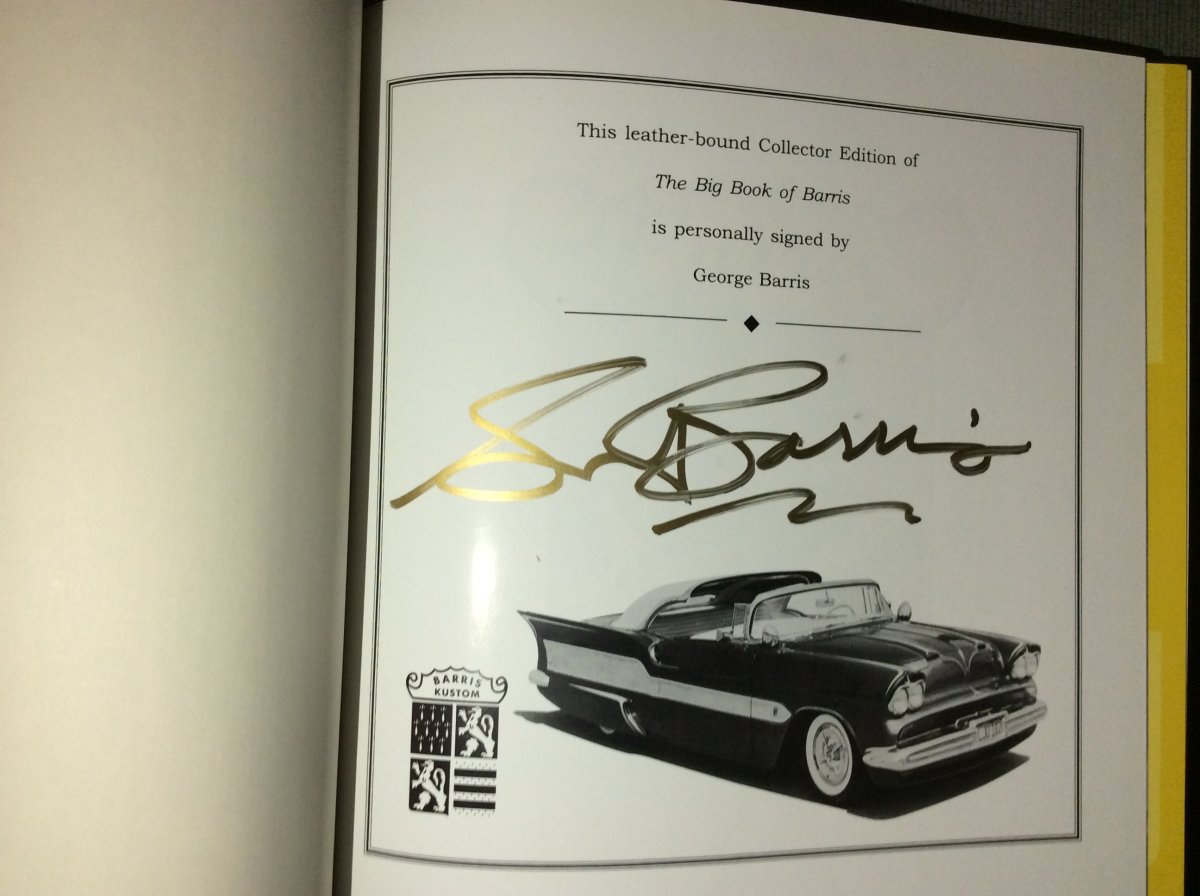 This leather-bound Collector Edition of
The Big Book of Barris
is personally signed by
George Barris
Barris
BARRIS
KUSTOM